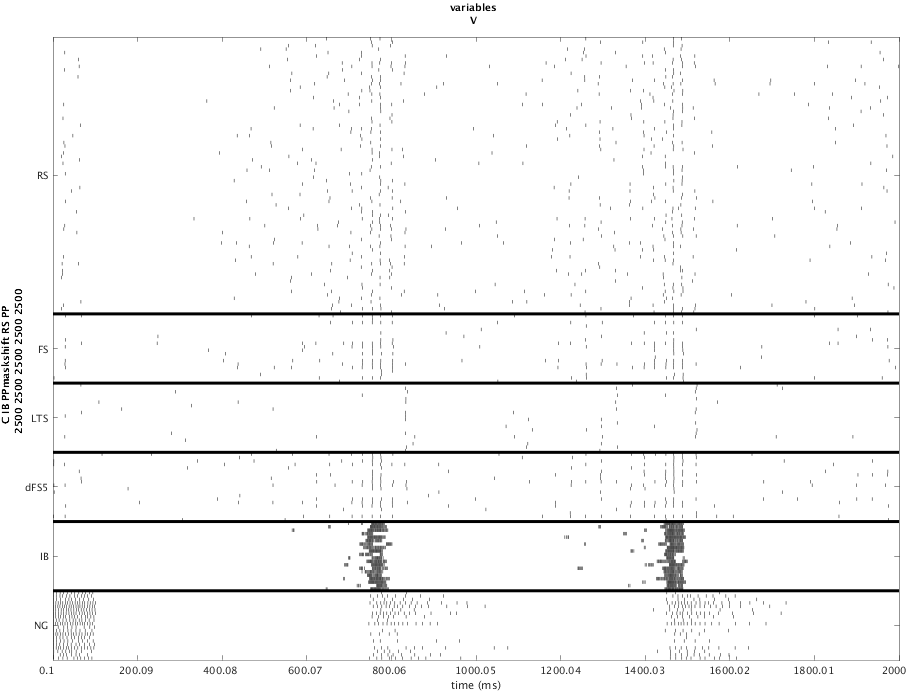 variables
V
C IB PPmaskshift RS PP
2500 2500 2500 2500 2500
RS
FS
LTS
dFS5
IB
NG
0.1 200.09 400.08 600.07 800.06 1000.05 1200.04 1400.03 1600.02 1800.01 2000
time (ms)